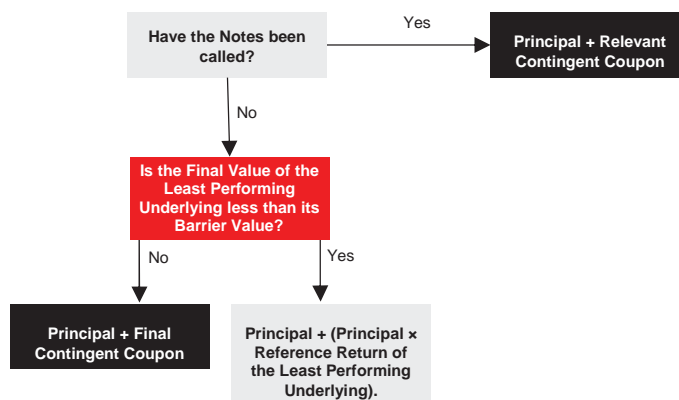 Have the Notes been
called?
Yes
Principal + Relevant
Contingent Coupon
No
Is the Final Value of the
Least Performing
Underlying less than its
Barrier Value?
No
Yes
Principal + Final
Contingent Coupon
Principal + (Principal ×
Reference Return of
the Least Performing
Underlying).